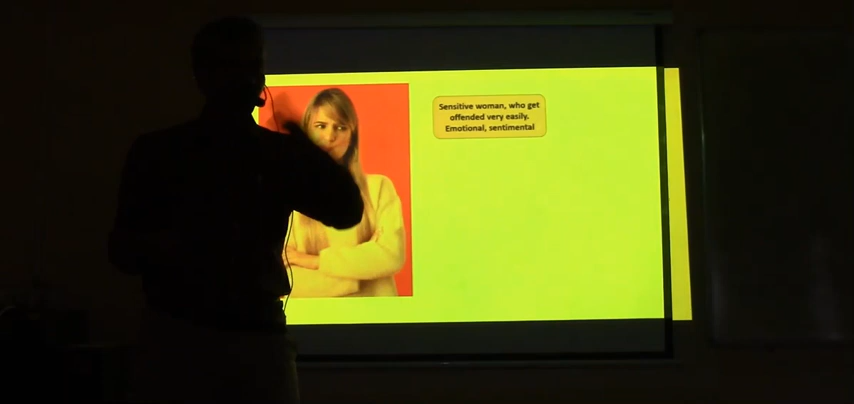 Sensitive woman, who get
offended very easily.
Emotional, sentimental